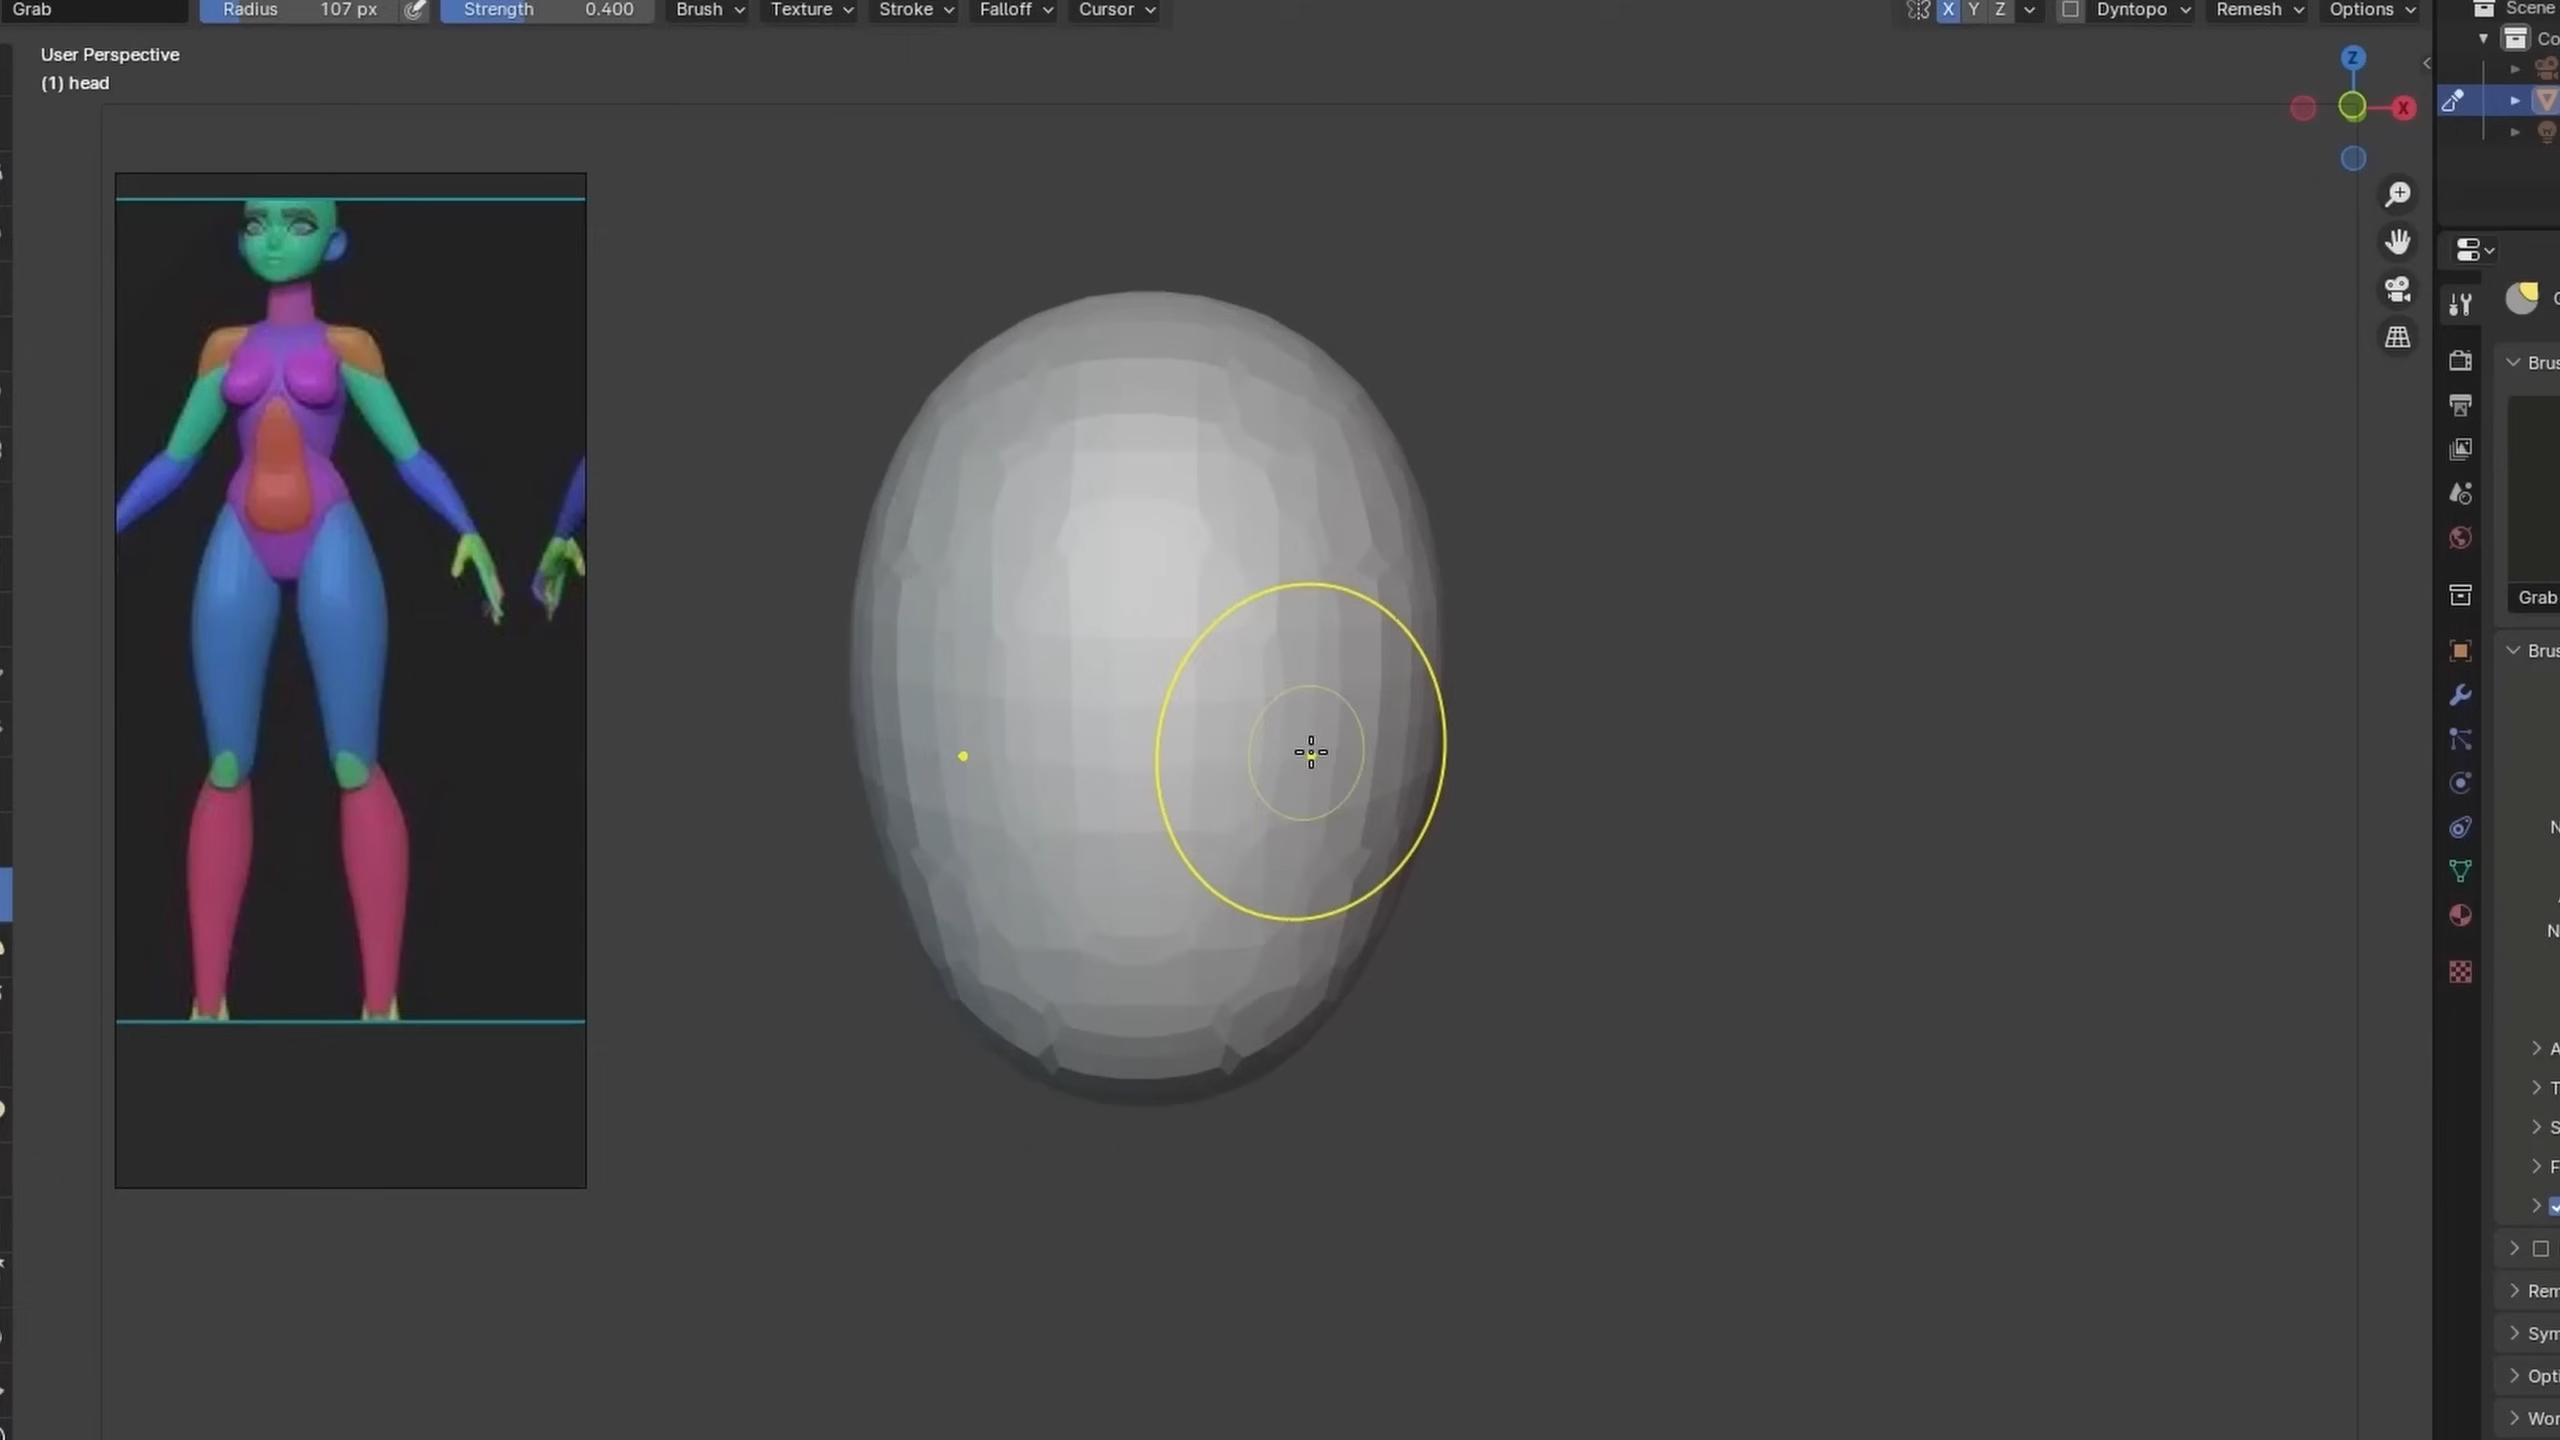 Grab Radius 107 px Strength 0.400 Brush Texture Stroke Falloff Cursor X Y Z Dyntopo Remesh Options Scene
User Perspective
(1) head
Z
X
Grab